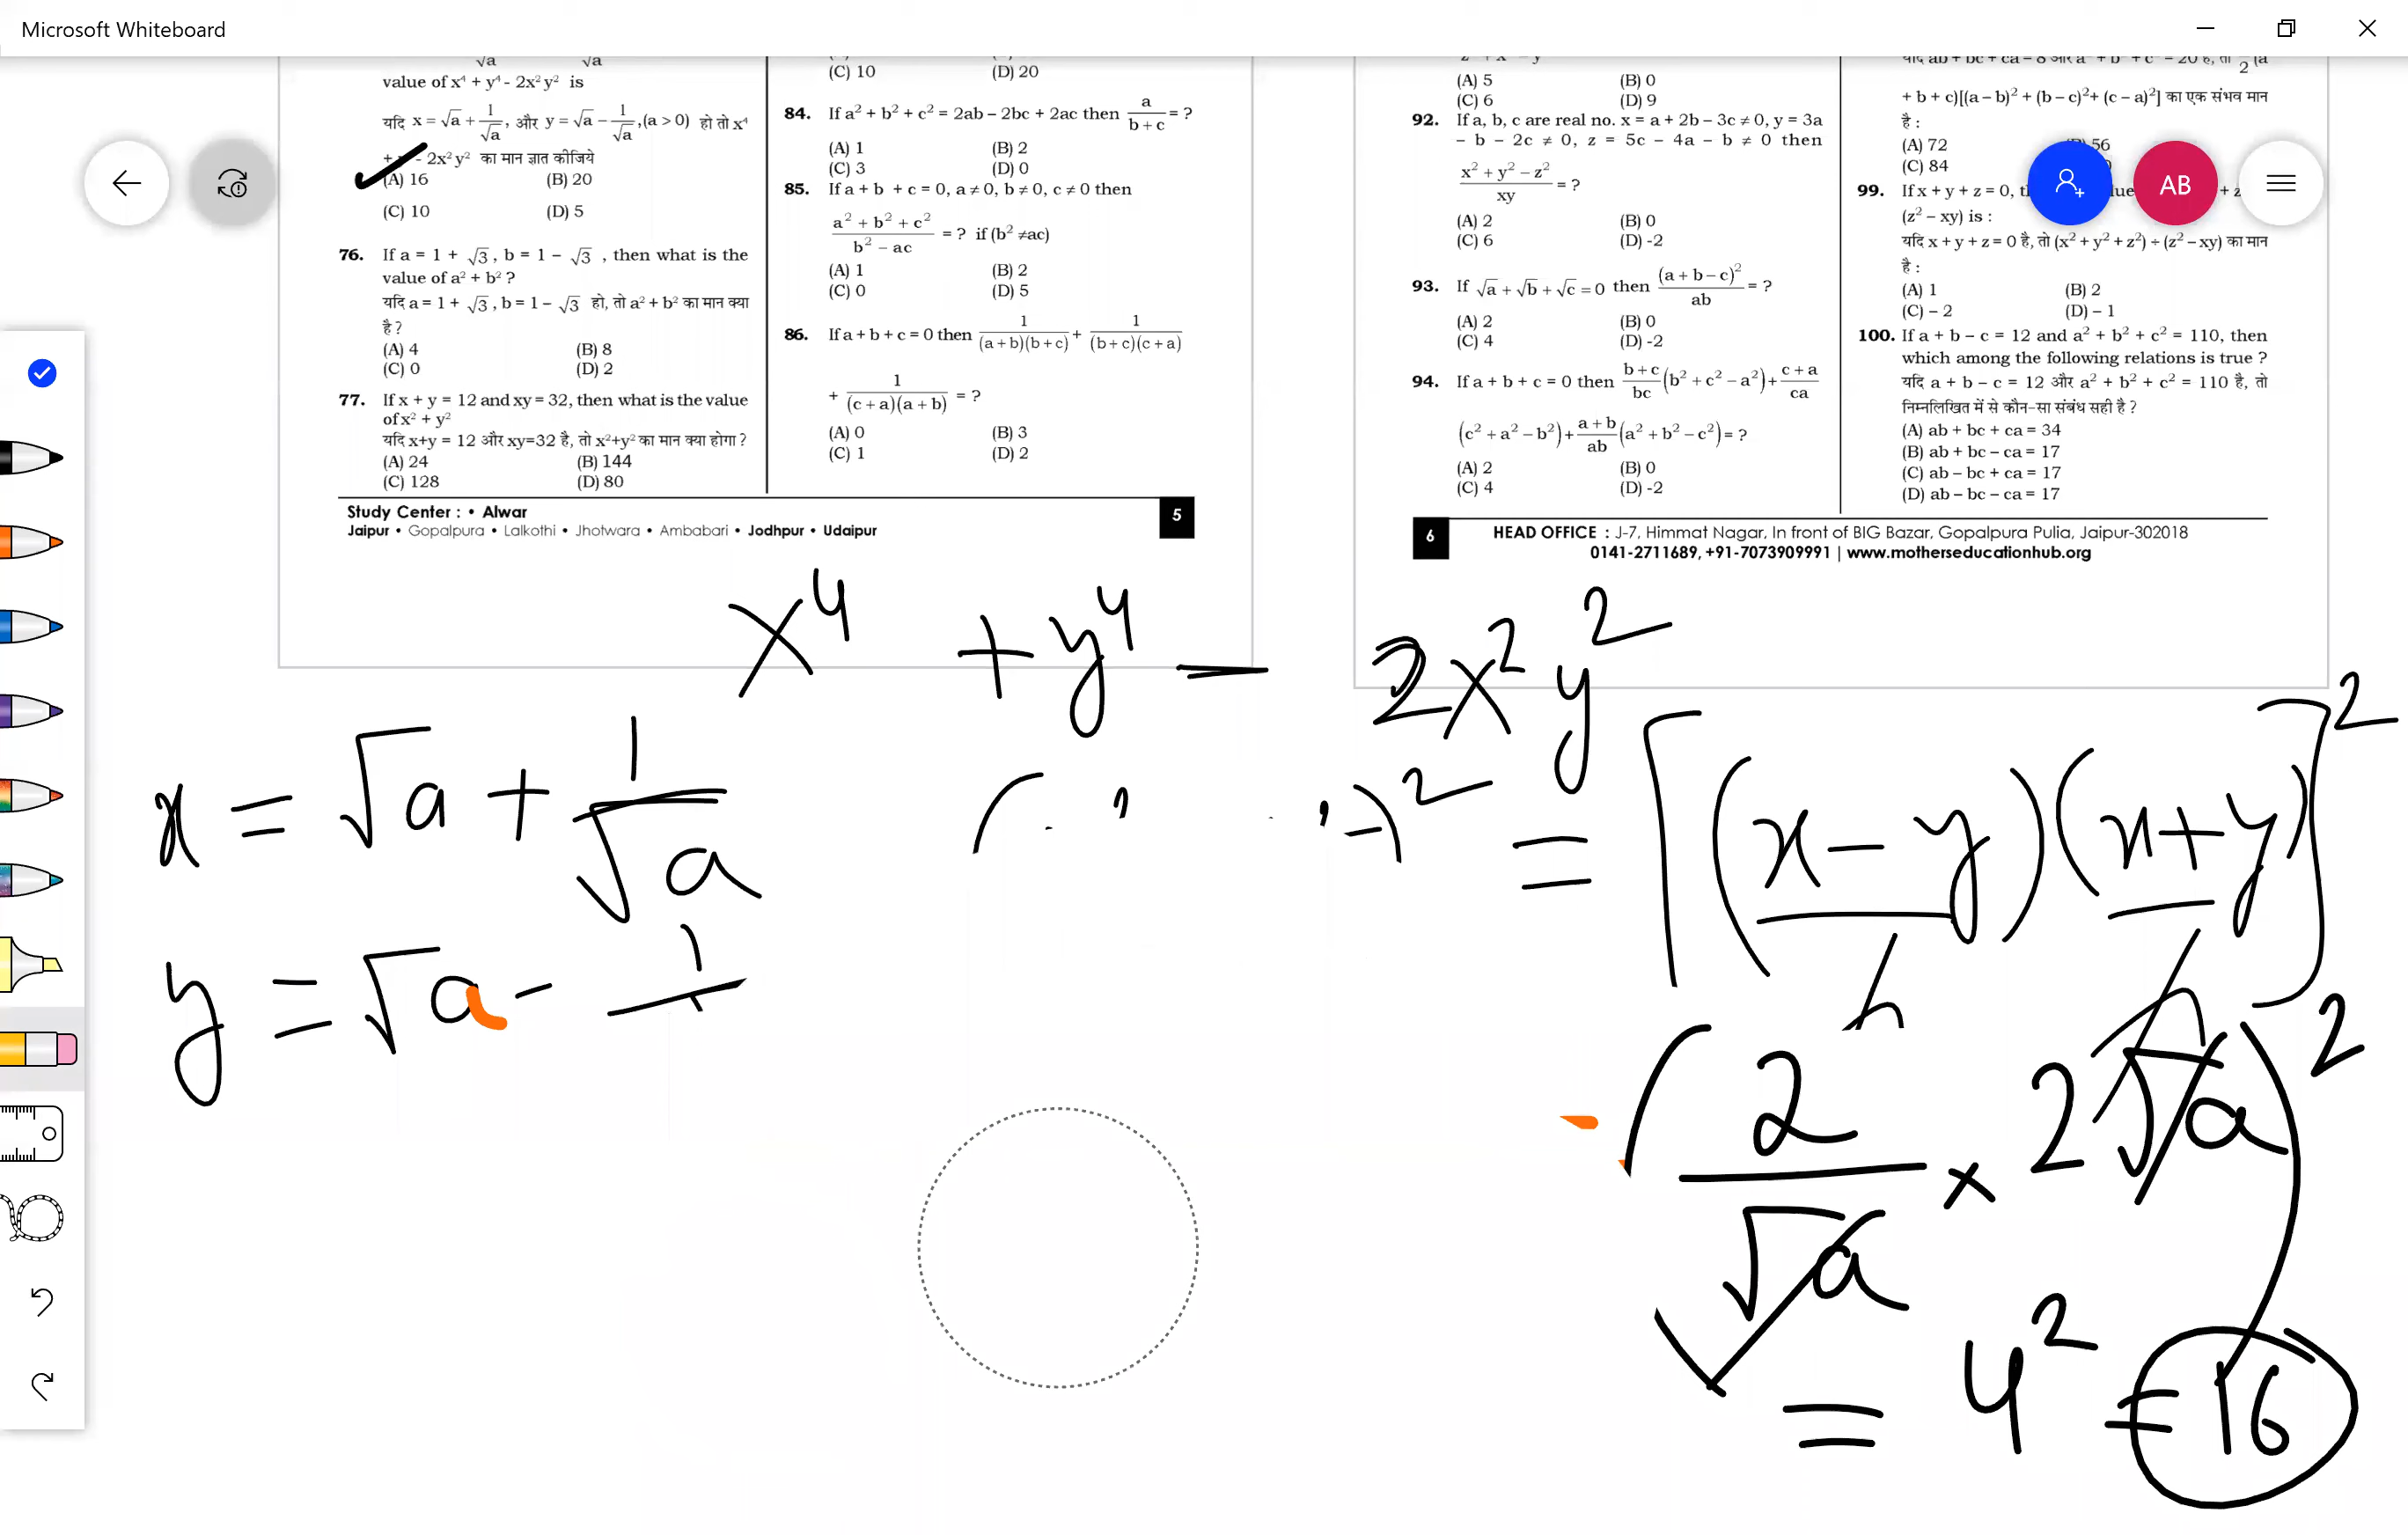 Microsoft Whiteboard
√a √a
value of x⁴ + y⁴ - 2x²y² is
यदि x = √a + 1/√a, और y = √a − 1/√a, (a > 0) हो तो x⁴
+ - 2x²y² का मान ज्ञात कीजिये
(A) 16 (B) 20
(C) 10 (D) 5
76. If a = 1 + √3, b = 1 − √3, then what is the
value of a² + b² ?
यदि a = 1 + √3, b = 1 − √3 हो, तो a² + b² का मान क्या
है ?
(A) 4 (B) 8
(C) 0 (D) 2
77. If x + y = 12 and xy = 32, then what is the value
of x² + y²
यदि x+y = 12 और xy=32 है, तो x²+y² का मान क्या होगा ?
(A) 24 (B) 144
(C) 128 (D) 80
(C) 10 (D) 20
84. If a² + b² + c² = 2ab – 2bc + 2ac then a/(b+c) = ?
(A) 1 (B) 2
(C) 3 (D) 0
85. If a + b + c = 0, a ≠ 0, b ≠ 0, c ≠ 0 then
(a² + b² + c²)/(b² − ac) = ? if (b² ≠ac)
(A) 1 (B) 2
(C) 0 (D) 5
86. If a + b + c = 0 then 1/((a+b)(b+c)) + 1/((b+c)(c+a))
+ 1/((c+a)(a+b)) = ?
(A) 0 (B) 3
(C) 1 (D) 2
Study Center : • Alwar
Jaipur • Gopalpura • Lalkothi • Jhotwara • Ambabari • Jodhpur • Udaipur
5
(A) 5 (B) 0
(C) 6 (D) 9
92. If a, b, c are real no. x = a + 2b – 3c ≠ 0, y = 3a
– b – 2c ≠ 0, z = 5c – 4a – b ≠ 0 then
(x² + y² − z²)/xy = ?
(A) 2 (B) 0
(C) 6 (D) -2
93. If √a + √b + √c = 0 then (a+b−c)²/ab = ?
(A) 2 (B) 0
(C) 4 (D) -2
94. If a + b + c = 0 then (b+c)/bc (b² + c² − a²) + (c+a)/ca
(c² + a² − b²) + (a+b)/ab (a² + b² − c²) = ?
(A) 2 (B) 0
(C) 4 (D) -2
यदि ab + bc + ca = 8 और a² + b² + c² = 20 है, तो 1/2 (a
+ b + c)[(a – b)² + (b – c)²+ (c – a)²] का एक संभव मान
है :
(A) 72 56
(C) 84
99. If x + y + z = 0,
(z² – xy) is :
यदि x + y + z = 0 है, तो (x² + y² + z²) ÷ (z² – xy) का मान
है :
(A) 1 (B) 2
(C) – 2 (D) – 1
100. If a + b – c = 12 and a² + b² + c² = 110, then
which among the following relations is true ?
यदि a + b – c = 12 और a² + b² + c² = 110 है, तो
निम्नलिखित में से कौन-सा संबंध सही है ?
(A) ab + bc + ca = 34
(B) ab + bc – ca = 17
(C) ab – bc + ca = 17
(D) ab – bc – ca = 17
6
HEAD OFFICE : J-7, Himmat Nagar, In front of BIG Bazar, Gopalpura Pulia, Jaipur-302018
0141-2711689, +91-7073909991 | www.motherseducationhub.org
AB
x⁴ + y⁴ − 2x²y²
x = √a + 1/√a
y = √a −
( )² = [(x−y)(x+y)]²
(2/√a × 2√a)²
= 4² = 16